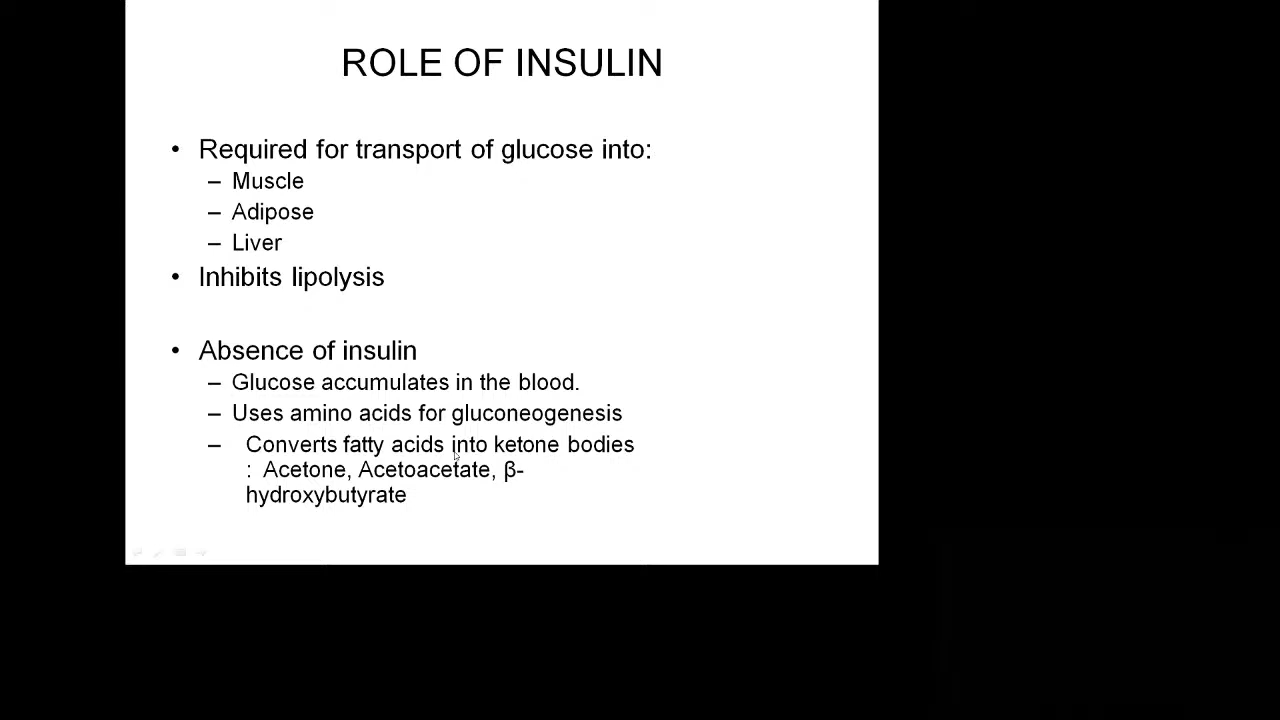 ROLE OF INSULIN
• Required for transport of glucose into:
– Muscle
– Adipose
– Liver
• Inhibits lipolysis
• Absence of insulin
– Glucose accumulates in the blood.
– Uses amino acids for gluconeogenesis
– Converts fatty acids into ketone bodies
: Acetone, Acetoacetate, β-
hydroxybutyrate